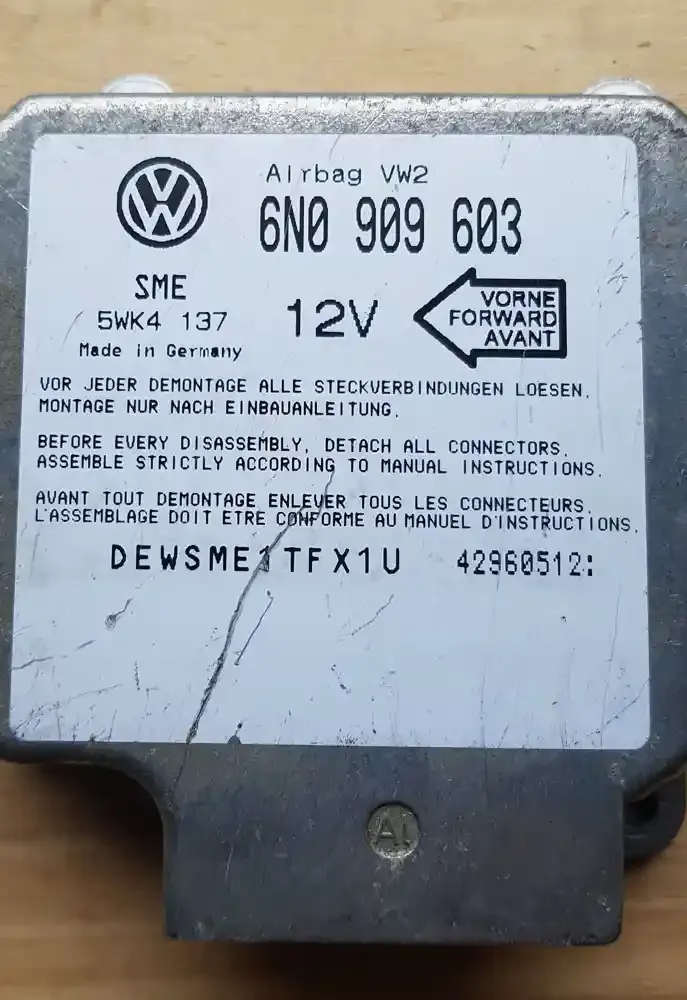 Airbag VW2
6N0 909 603
SME
5WK4 137
Made in Germany
12V
VORNE
FORWARD
AVANT
VOR JEDER DEMONTAGE ALLE STECKVERBINDUNGEN LOESEN.
MONTAGE NUR NACH EINBAUANLEITUNG.
BEFORE EVERY DISASSEMBLY, DETACH ALL CONNECTORS.
ASSEMBLE STRICTLY ACCORDING TO MANUAL INSTRUCTIONS.
AVANT TOUT DEMONTAGE ENLEVER TOUS LES CONNECTEURS.
L'ASSEMBLAGE DOIT ETRE CONFORME AU MANUEL D'INSTRUCTIONS.
DEWSME1TFX1U 42960512:
Al